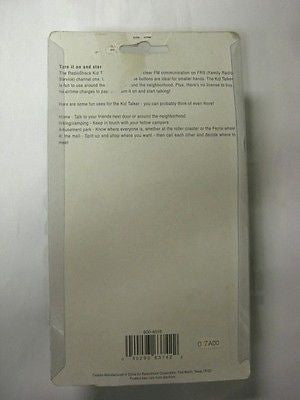 Turn it on and star
The RadioShack Kid T clear FM communication on FRS (Family Radio
Service) channel one. buttons are ideal for smaller hands. The Kid Talker
is fun to use around the and the neighborhood. Plus, there's no license to buy
no airtime charges to pay turn it on and start talking!
Here are some fun uses for the Kid Talker - you can probably think of even more!
Home - Talk to your friends next door or around the neighborhood.
Hiking/camping - Keep in touch with your fellow campers
Amusement park - Know where everyone is, whether at the roller coaster or the Ferris wheel
At the mall - Split up and shop where you want - then call each other and decide where to
meet!
600-4016
07A00